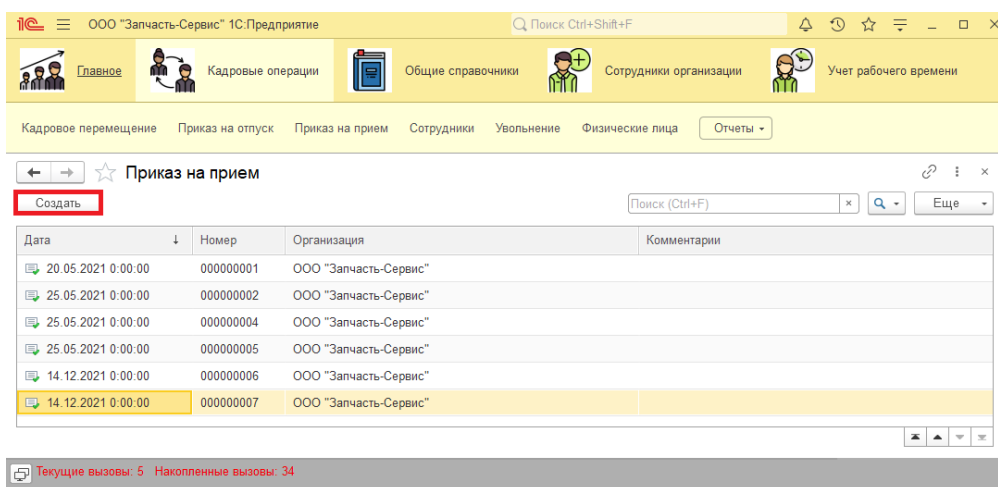 ООО "Запчасть-Сервис" 1С:Предприятие Поиск Ctrl+Shift+F
Главное Кадровые операции Общие справочники Сотрудники организации Учет рабочего времени
Кадровое перемещение Приказ на отпуск Приказ на прием Сотрудники Увольнение Физические лица Отчеты
Приказ на прием
Создать Поиск (Ctrl+F) Еще
Дата Номер Организация Комментарии
20.05.2021 0:00:00 000000001 ООО "Запчасть-Сервис"
25.05.2021 0:00:00 000000002 ООО "Запчасть-Сервис"
25.05.2021 0:00:00 000000004 ООО "Запчасть-Сервис"
25.05.2021 0:00:00 000000005 ООО "Запчасть-Сервис"
14.12.2021 0:00:00 000000006 ООО "Запчасть-Сервис"
14.12.2021 0:00:00 000000007 ООО "Запчасть-Сервис"
Текущие вызовы: 5 Накопленные вызовы: 34